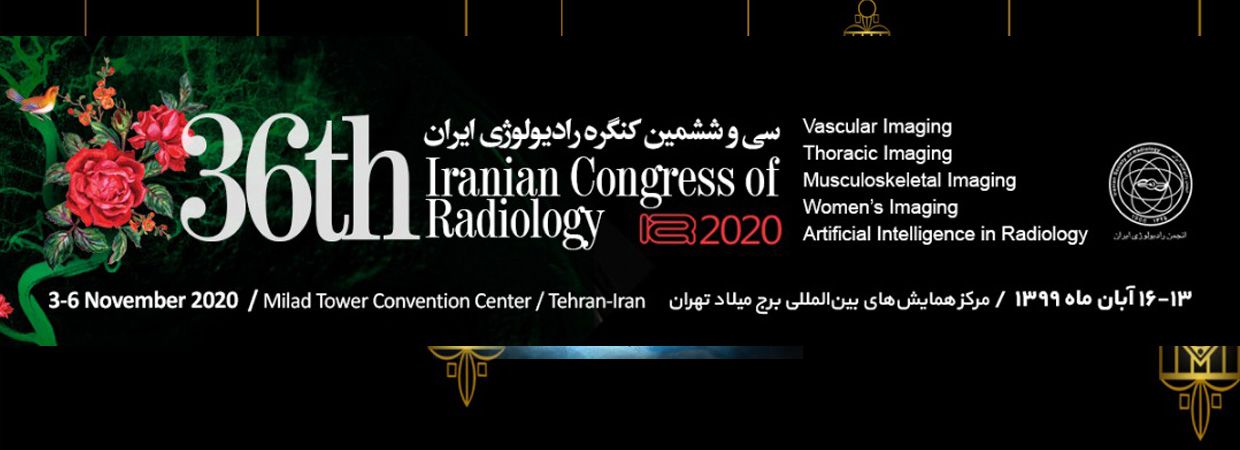 36th
سی و ششمین کنگره رادیولوژی ایران
Iranian Congress of
Radiology
2020
Vascular Imaging
Thoracic Imaging
Musculoskeletal Imaging
Women's Imaging
Artificial Intelligence in Radiology
انجمن رادیولوژی ایران
3-6 November 2020 / Milad Tower Convention Center / Tehran-Iran
۱۳-۱۶ آبان ماه ۱۳۹۹ / مرکز همایش‌های بین‌المللی برج میلاد تهران